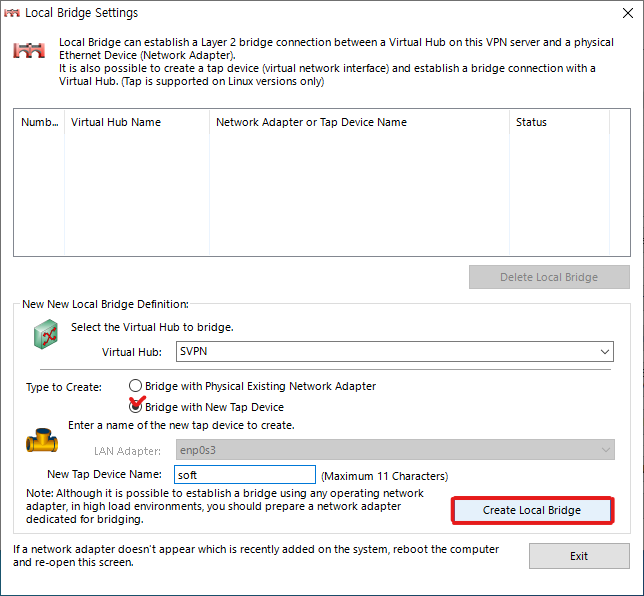 Local Bridge Settings
Local Bridge can establish a Layer 2 bridge connection between a Virtual Hub on this VPN server and a physical
Ethernet Device (Network Adapter).
It is also possible to create a tap device (virtual network interface) and establish a bridge connection with a
Virtual Hub. (Tap is supported on Linux versions only)
Numb... Virtual Hub Name Network Adapter or Tap Device Name Status
Delete Local Bridge
New New Local Bridge Definition:
Select the Virtual Hub to bridge.
Virtual Hub: SVPN
Type to Create: Bridge with Physical Existing Network Adapter
Bridge with New Tap Device
Enter a name of the new tap device to create.
LAN Adapter: enp0s3
New Tap Device Name: soft (Maximum 11 Characters)
Note: Although it is possible to establish a bridge using any operating network
adapter, in high load environments, you should prepare a network adapter
dedicated for bridging.
Create Local Bridge
If a network adapter doesn't appear which is recently added on the system, reboot the computer
and re-open this screen.
Exit